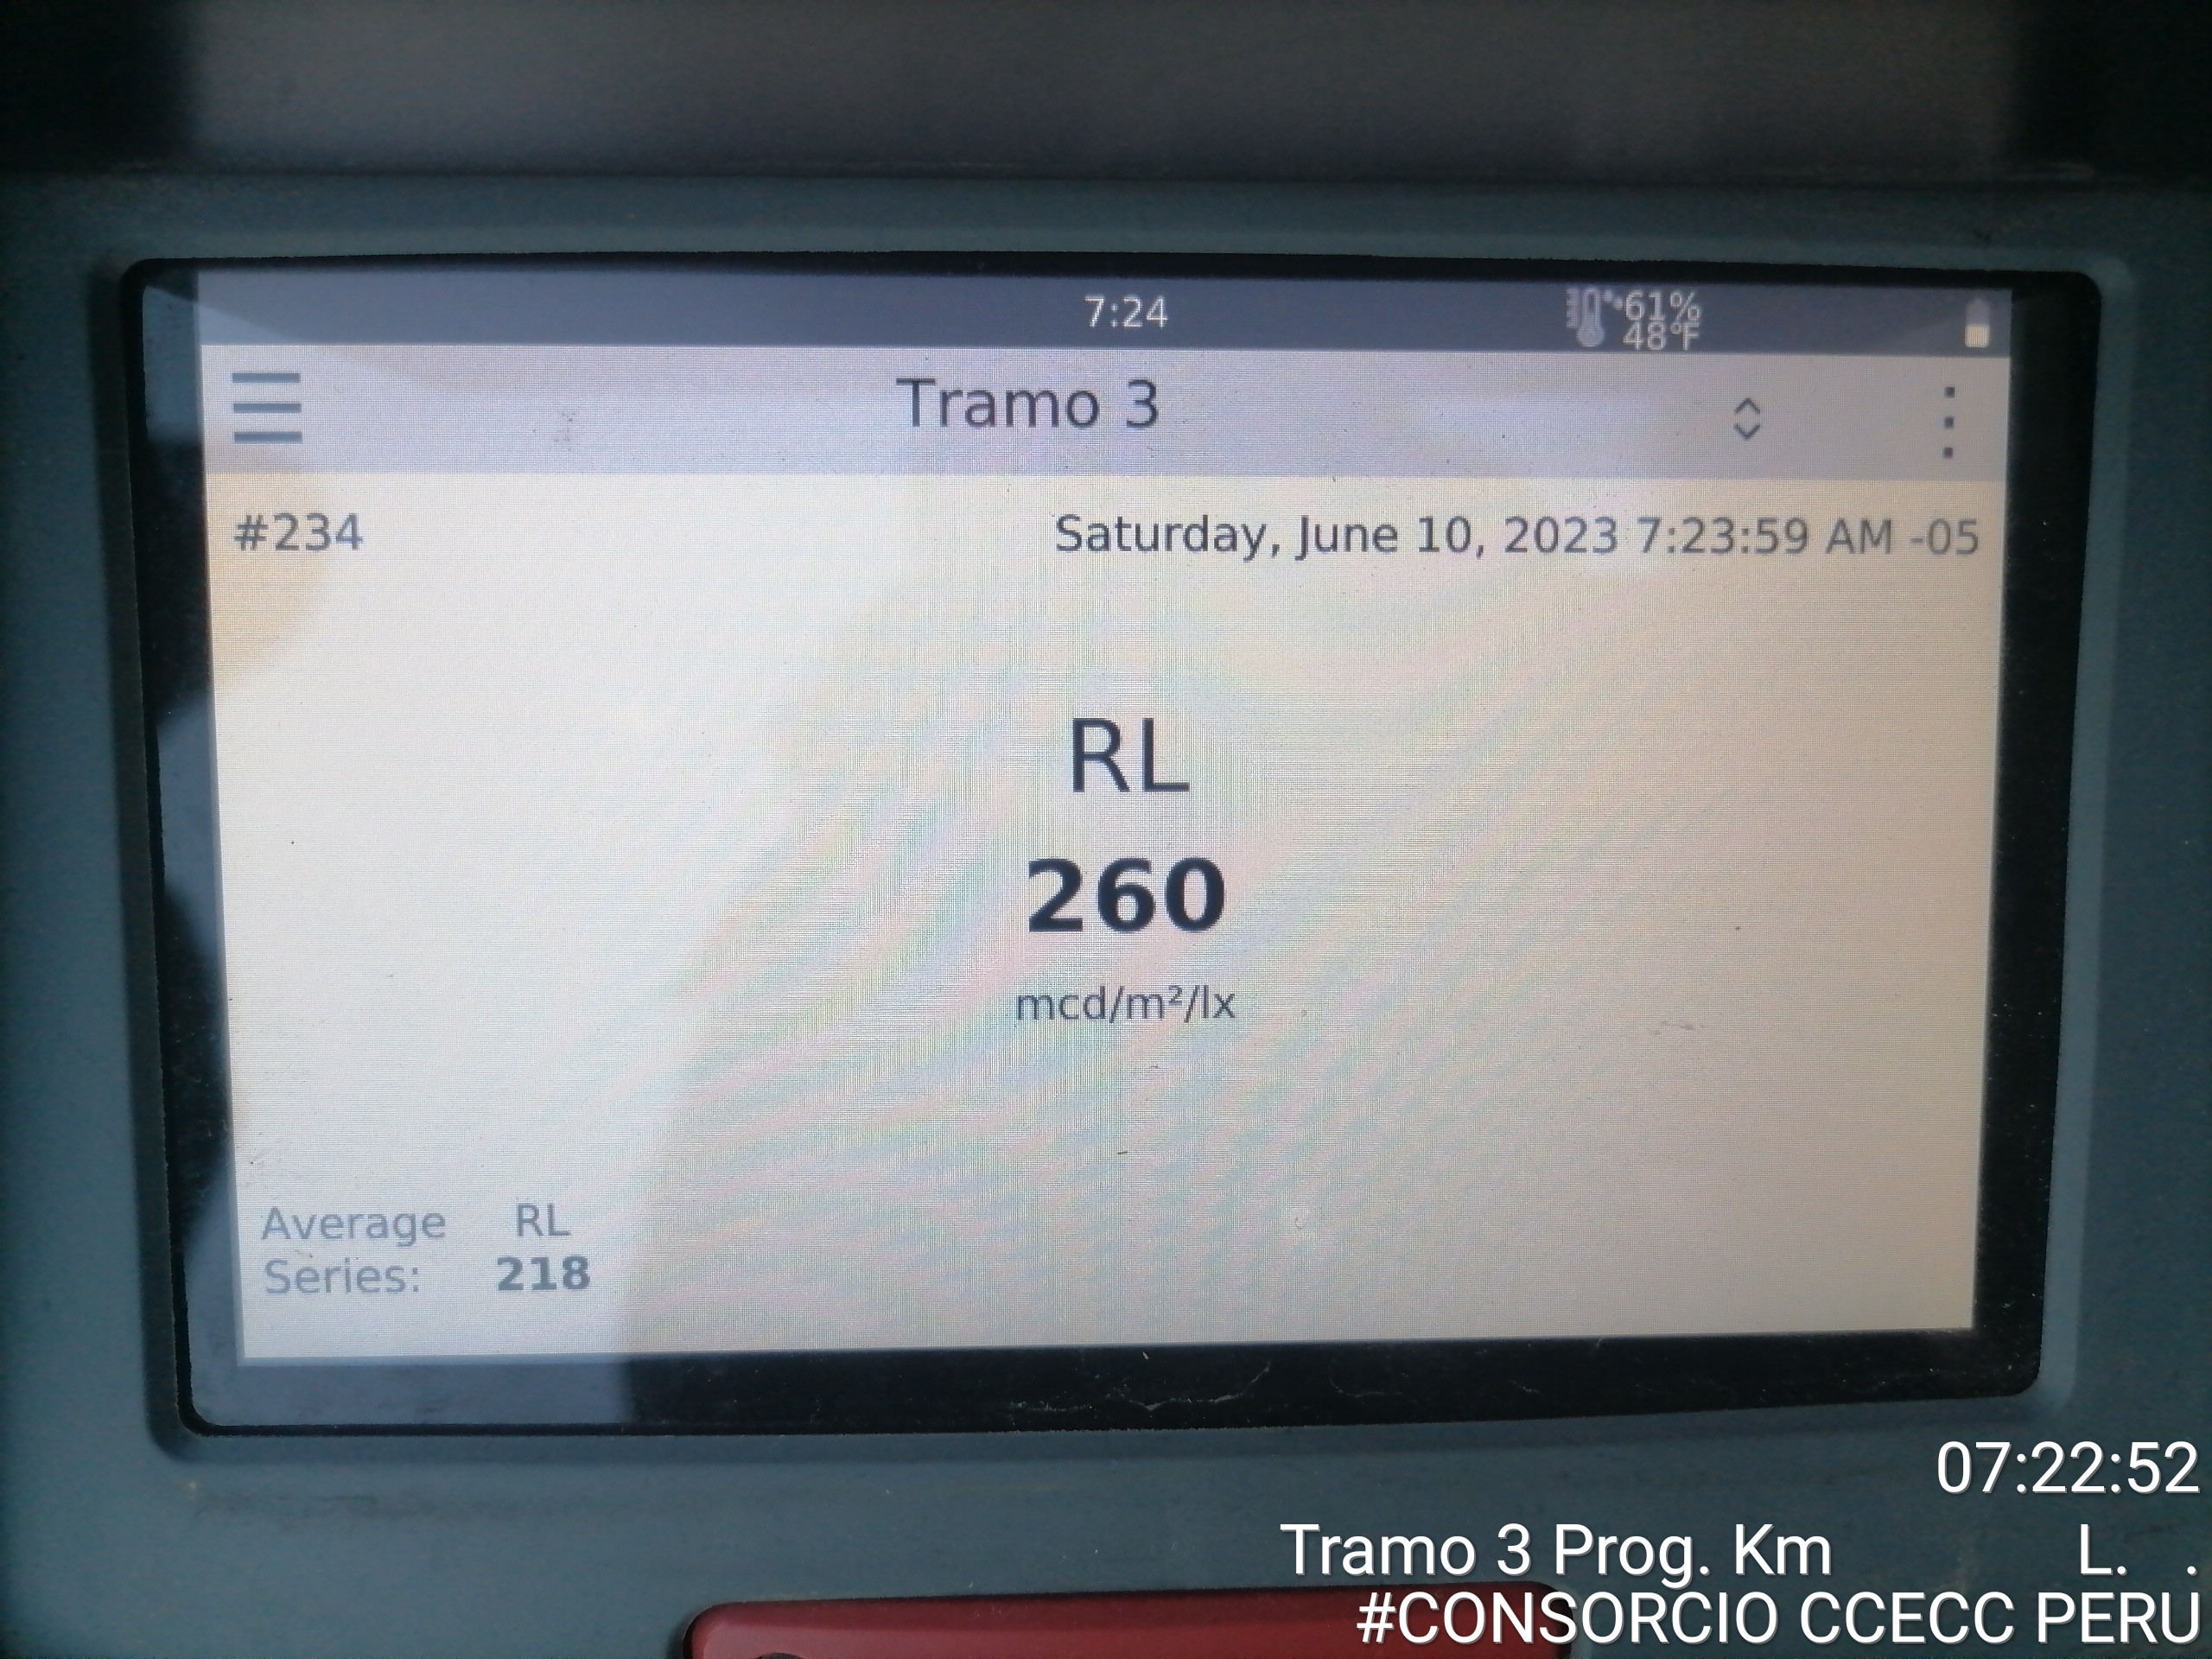 7:24
61%
48°F
Tramo 3
#234
Saturday, June 10, 2023 7:23:59 AM -05
RL
260
mcd/m²/lx
Average RL
Series: 218
07:22:52
Tramo 3 Prog. Km L. .
#CONSORCIO CCECC PERU